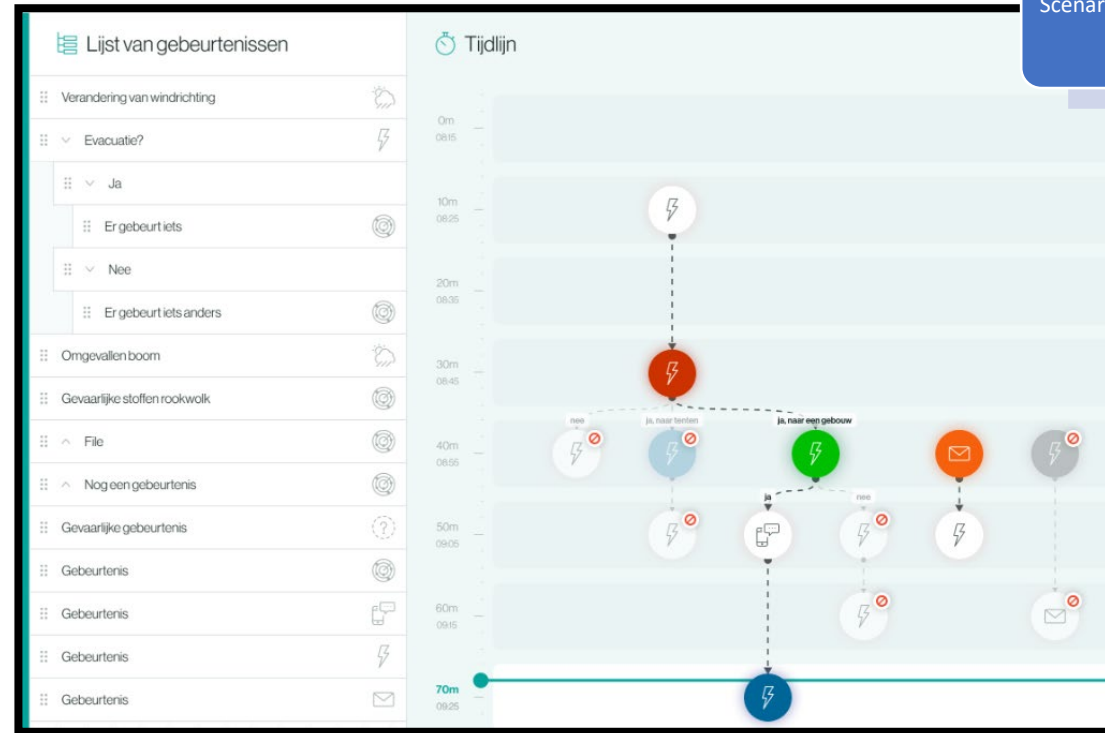 Scenar
Lijst van gebeurtenissen
Verandering van windrichting
Evacuatie?
Ja
Er gebeurt iets
Nee
Er gebeurt iets anders
Omgevallen boom
Gevaarlijke stoffen rookwolk
File
Nog een gebeurtenis
Gevaarlijke gebeurtenis
Gebeurtenis
Gebeurtenis
Gebeurtenis
Gebeurtenis
Tijdlijn
0m
08:15
10m
08:25
20m
08:35
30m
08:45
nee
ja, naar tenten
ja, naar een gebouw
40m
08:55
ja
nee
50m
09:05
60m
09:15
70m
09:25